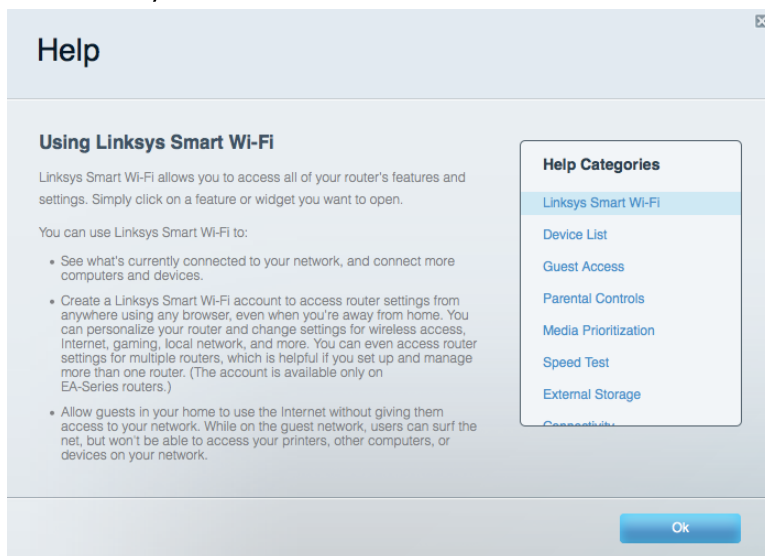 Help
Using Linksys Smart Wi-Fi
Linksys Smart Wi-Fi allows you to access all of your router's features and
settings. Simply click on a feature or widget you want to open.
You can use Linksys Smart Wi-Fi to:
• See what's currently connected to your network, and connect more
computers and devices.
• Create a Linksys Smart Wi-Fi account to access router settings from
anywhere using any browser, even when you're away from home. You
can personalize your router and change settings for wireless access,
Internet, gaming, local network, and more. You can even access router
settings for multiple routers, which is helpful if you set up and manage
more than one router. (The account is available only on
EA-Series routers.)
• Allow guests in your home to use the Internet without giving them
access to your network. While on the guest network, users can surf the
net, but won't be able to access your printers, other computers, or
devices on your network.
Help Categories
Linksys Smart Wi-Fi
Device List
Guest Access
Parental Controls
Media Prioritization
Speed Test
External Storage
Connectivity
Ok